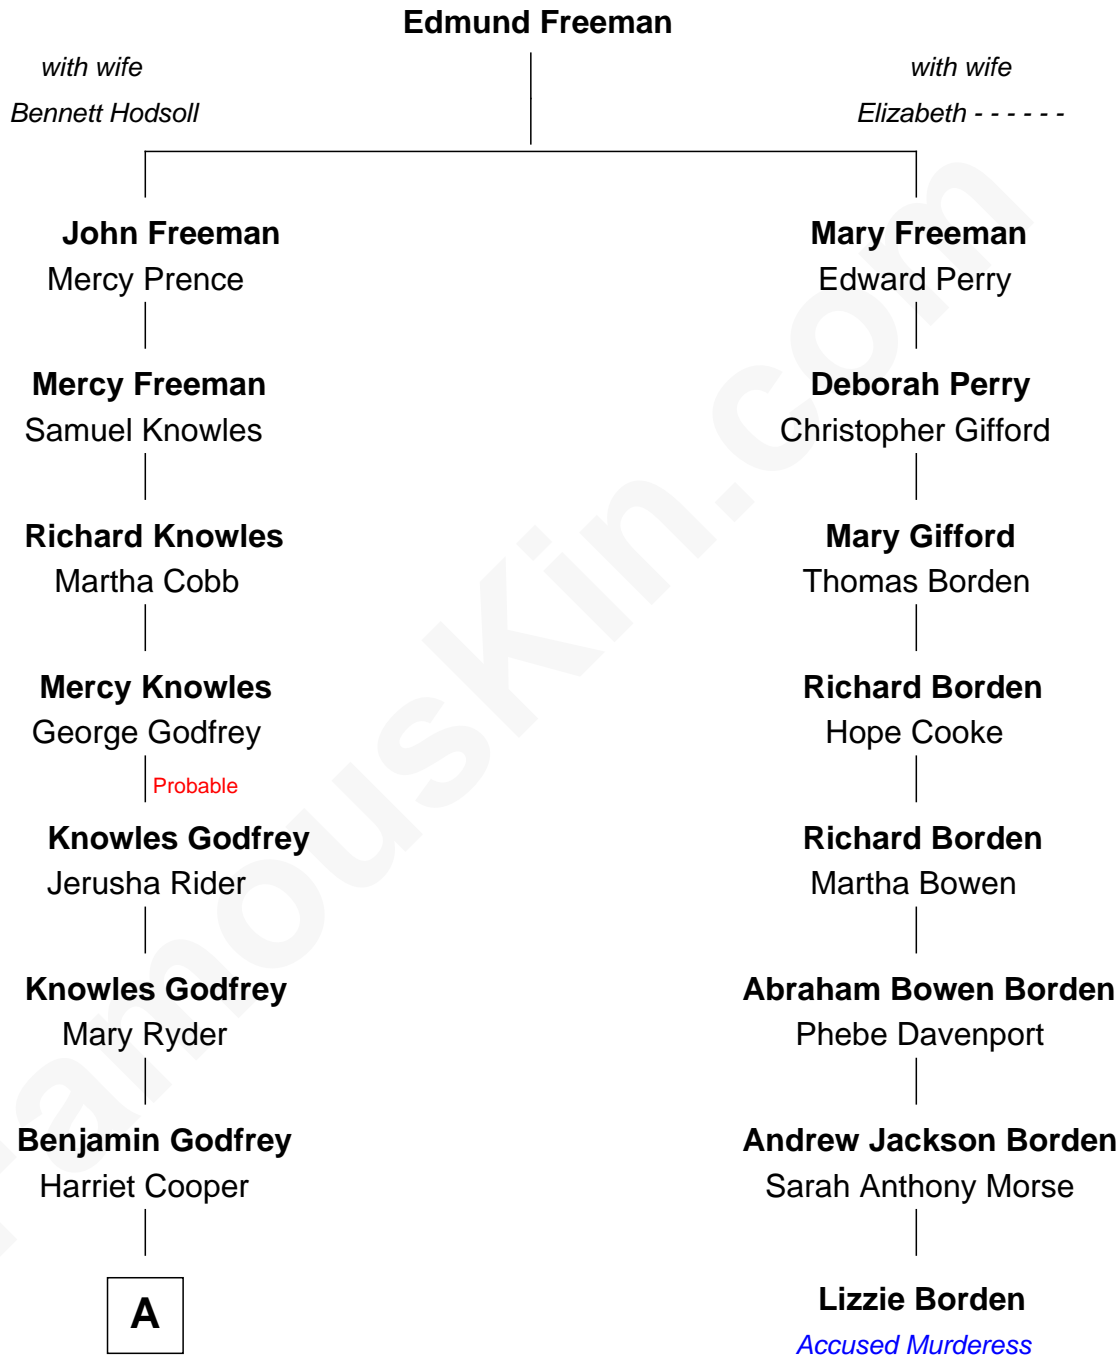 Edmund Freeman
with wife
Bennett Hodsoll
with wife
Elizabeth - - - - - -
John Freeman
Mercy Prence
Mary Freeman
Edward Perry
Mercy Freeman
Samuel Knowles
Deborah Perry
Christopher Gifford
Richard Knowles
Martha Cobb
Mary Gifford
Thomas Borden
Mercy Knowles
George Godfrey
Richard Borden
Hope Cooke
Probable
Knowles Godfrey
Jerusha Rider
Richard Borden
Martha Bowen
Knowles Godfrey
Mary Ryder
Abraham Bowen Borden
Phebe Davenport
Benjamin Godfrey
Harriet Cooper
Andrew Jackson Borden
Sarah Anthony Morse
A
Lizzie Borden
Accused Murderess
FamousKin.com